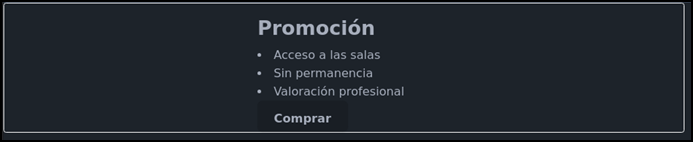 Promoción
• Acceso a las salas
• Sin permanencia
• Valoración profesional
Comprar